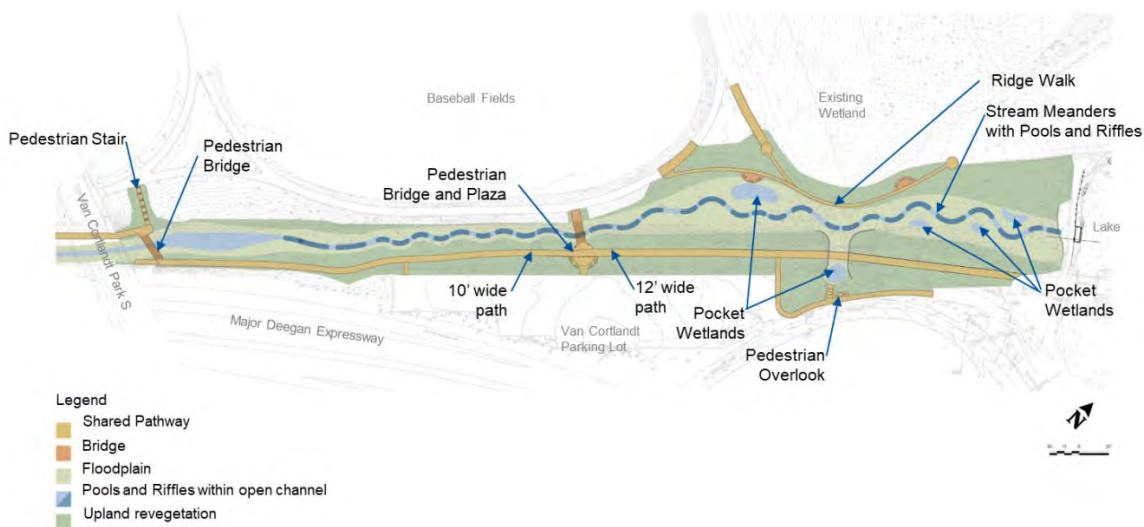 Ridge Walk
Stream Meanders
with Pools and Riffles
Baseball Fields
Existing
Wetland
Pedestrian Stair
Pedestrian
Bridge
Pedestrian
Bridge and Plaza
Van Cortlandt Park S
Lake
10' wide
path
12' wide
path
Pocket
Wetlands
Pocket
Wetlands
Major Deegan Expressway
Van Cortlandt
Parking Lot
Pedestrian
Overlook
Legend
Shared Pathway
Bridge
Floodplain
Pools and Riffles within open channel
Upland revegetation
N